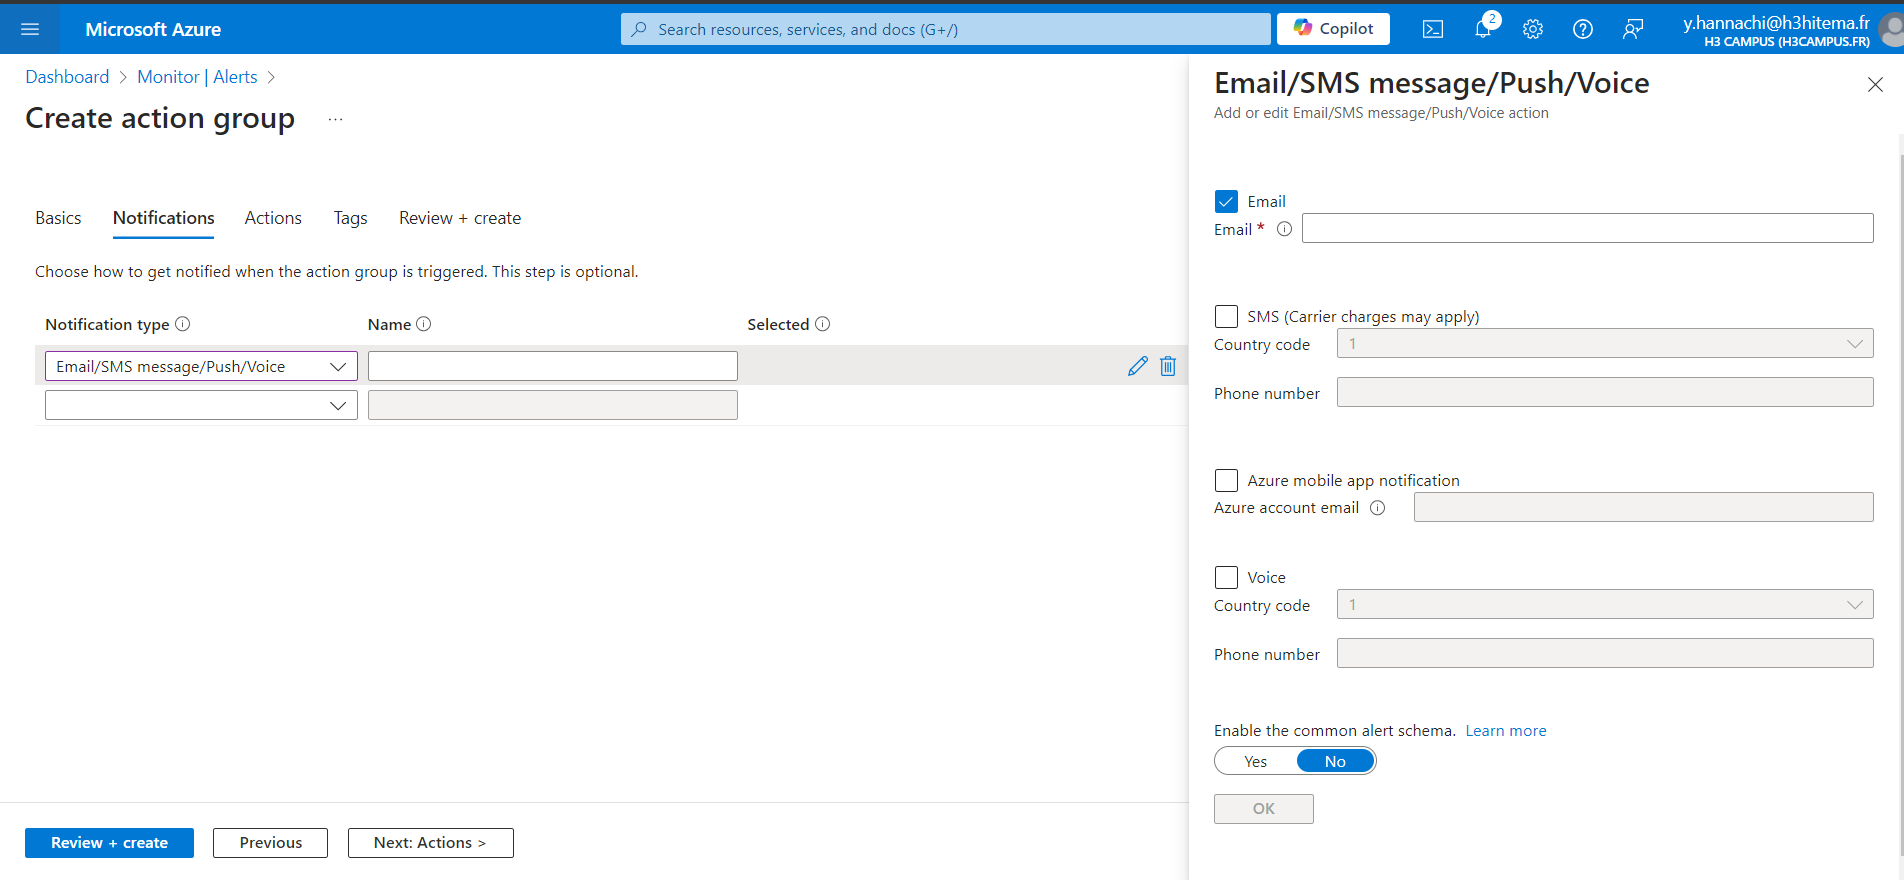 Microsoft Azure
Search resources, services, and docs (G+/)
Copilot
2
y.hannachi@h3hitema.fr
H3 CAMPUS (H3CAMPUS.FR)
Dashboard > Monitor | Alerts >
Create action group ...
Basics Notifications Actions Tags Review + create
Choose how to get notified when the action group is triggered. This step is optional.
Notification type Name Selected
Email/SMS message/Push/Voice
Review + create Previous Next: Actions >
Email/SMS message/Push/Voice
Add or edit Email/SMS message/Push/Voice action
Email
Email *
SMS (Carrier charges may apply)
Country code 1
Phone number
Azure mobile app notification
Azure account email
Voice
Country code 1
Phone number
Enable the common alert schema. Learn more
Yes No
OK